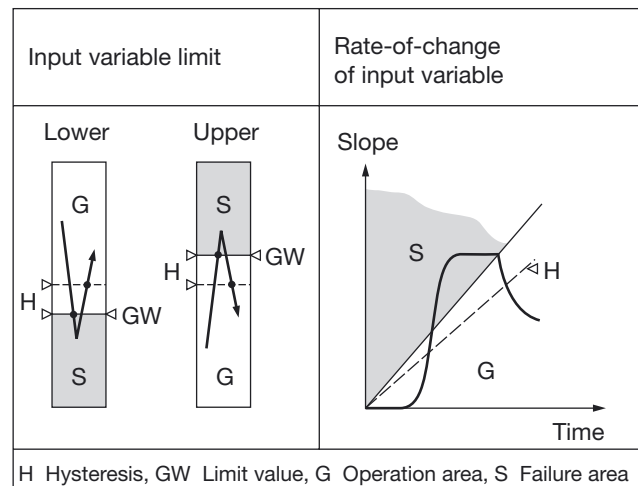 Input variable limit
Rate-of-change
of input variable
Lower
Upper
G
S
H
GW
S
H
GW
G
Slope
S
H
G
Time
H Hysteresis, GW Limit value, G Operation area, S Failure area